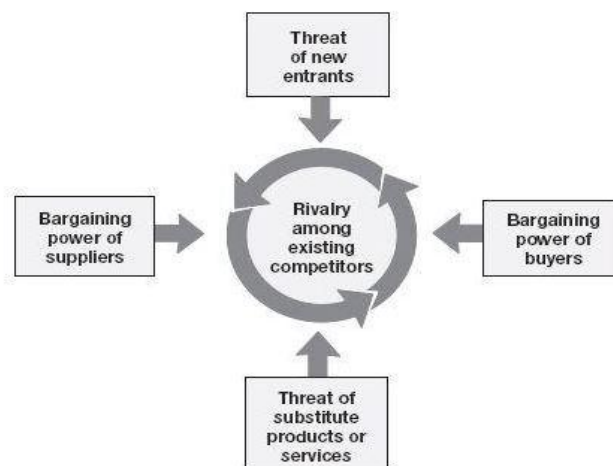 Threat
of new
entrants
Bargaining
power of
suppliers
Rivalry
among
existing
competitors
Bargaining
power of
buyers
Threat of
substitute
products or
services